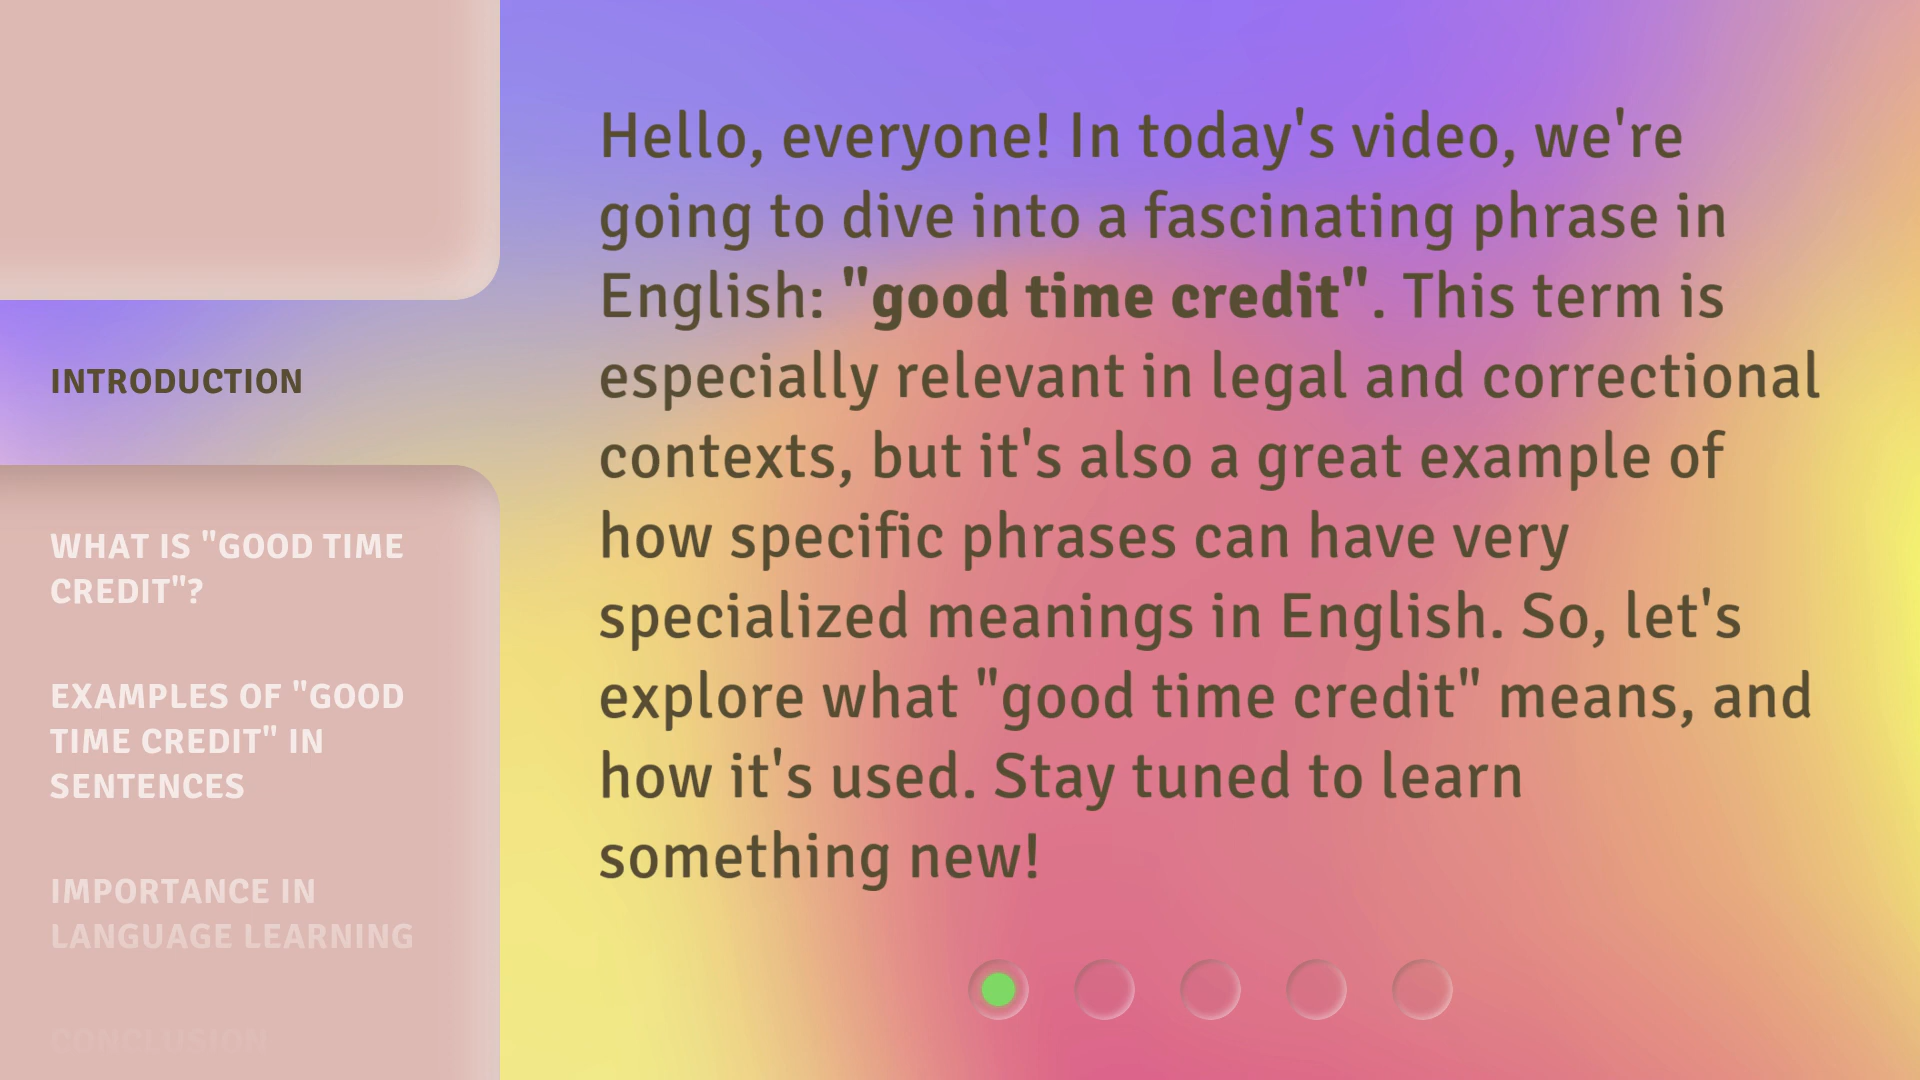 INTRODUCTION
WHAT IS "GOOD TIME
CREDIT"?
EXAMPLES OF "GOOD
TIME CREDIT" IN
SENTENCES
IMPORTANCE IN
LANGUAGE LEARNING
CONCLUSION
Hello, everyone! In today's video, we're
going to dive into a fascinating phrase in
English: "good time credit". This term is
especially relevant in legal and correctional
contexts, but it's also a great example of
how specific phrases can have very
specialized meanings in English. So, let's
explore what "good time credit" means, and
how it's used. Stay tuned to learn
something new!